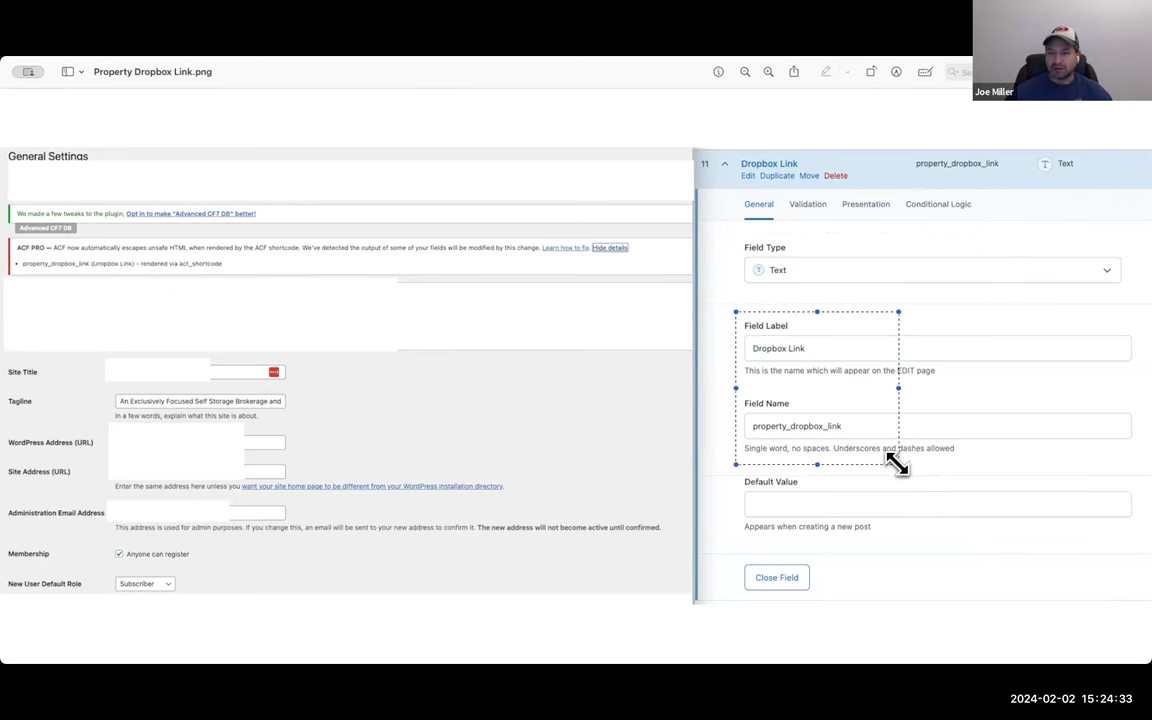 Property Dropbox Link.png
Joe Miller
General Settings
We made a few tweaks to the plugin, Opt in to make "Advanced CF7 DB" better!
Advanced CF7 DB
ACF PRO — ACF now automatically escapes unsafe HTML when rendered by the ACF shortcode. We've detected the output of some of your fields will be modified by this change. Learn how to fix. Hide details
• property_dropbox_link (Dropbox Link) - rendered via acf_shortcode
Site Title
Tagline
An Exclusively Focused Self Storage Brokerage and
In a few words, explain what this site is about.
WordPress Address (URL)
Site Address (URL)
Enter the same address here unless you want your site home page to be different from your WordPress installation directory.
Administration Email Address
This address is used for admin purposes. If you change this, an email will be sent to your new address to confirm it. The new address will not become active until confirmed.
Membership
Anyone can register
New User Default Role
Subscriber
11
Dropbox Link
property_dropbox_link
T
Text
Edit Duplicate Move Delete
General Validation Presentation Conditional Logic
Field Type
T
Text
Field Label
Dropbox Link
This is the name which will appear on the EDIT page
Field Name
property_dropbox_link
Single word, no spaces. Underscores and dashes allowed
Default Value
Appears when creating a new post
Close Field
2024-02-02 15:24:33